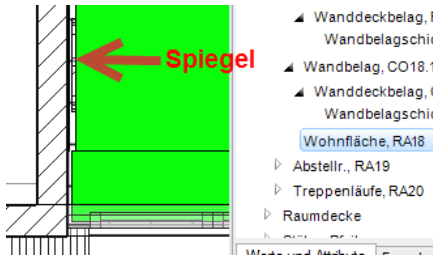 Spiegel
Wanddeckbelag,
Wandbelagschi
Wandbelag, CO18.1
Wanddeckbelag,
Wandbelagschi
Wohnfläche, RA18
Abstellr., RA19
Treppenläufe, RA20
Raumdecke
Werte und Attribute